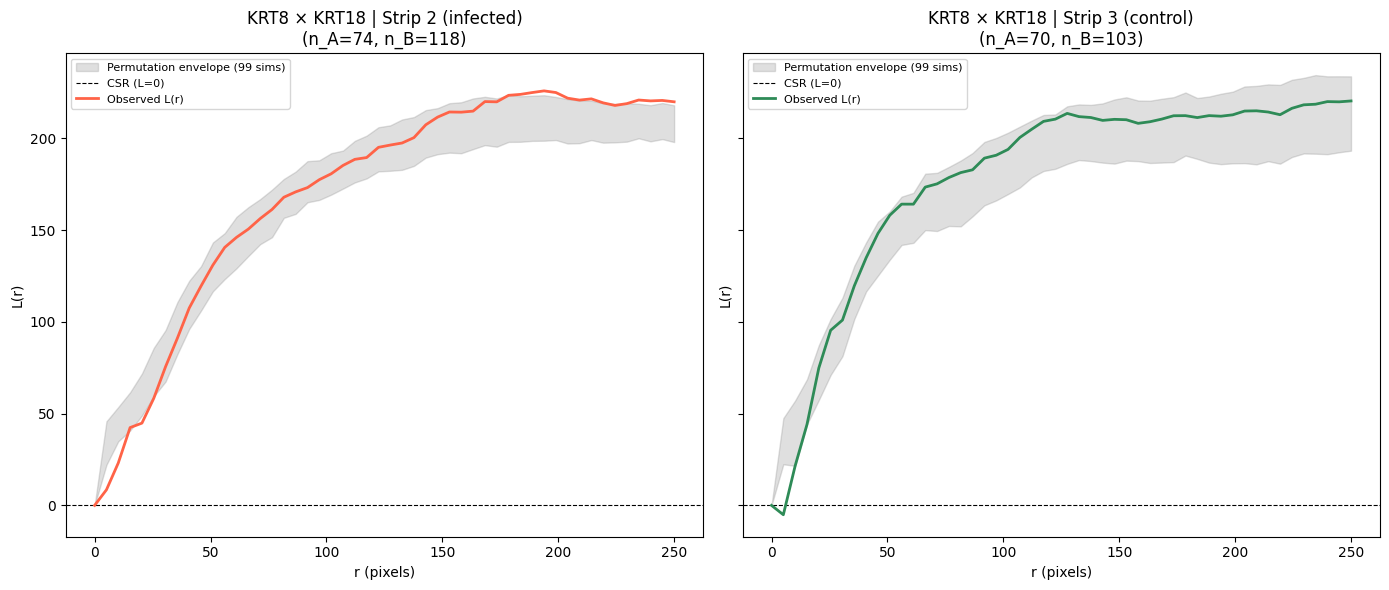 KRT8 × KRT18 | Strip 2 (infected)
(n_A=74, n_B=118)
Permutation envelope (99 sims)
CSR (L=0)
Observed L(r)
L(r)
200
150
100
50
0
0 50 100 150 200 250
r (pixels)
KRT8 × KRT18 | Strip 3 (control)
(n_A=70, n_B=103)
Permutation envelope (99 sims)
CSR (L=0)
Observed L(r)
L(r)
0 50 100 150 200 250
r (pixels)